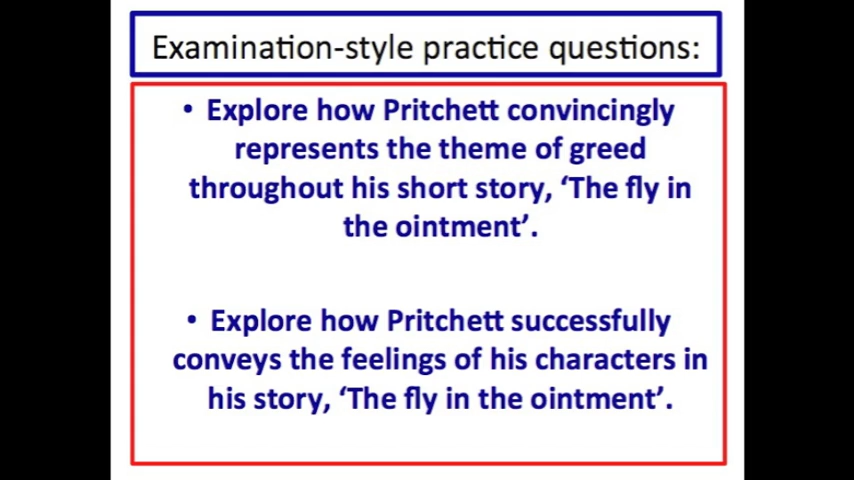 Examination-style practice questions:
• Explore how Pritchett convincingly
represents the theme of greed
throughout his short story, ‘The fly in
the ointment’.
• Explore how Pritchett successfully
conveys the feelings of his characters in
his story, ‘The fly in the ointment’.